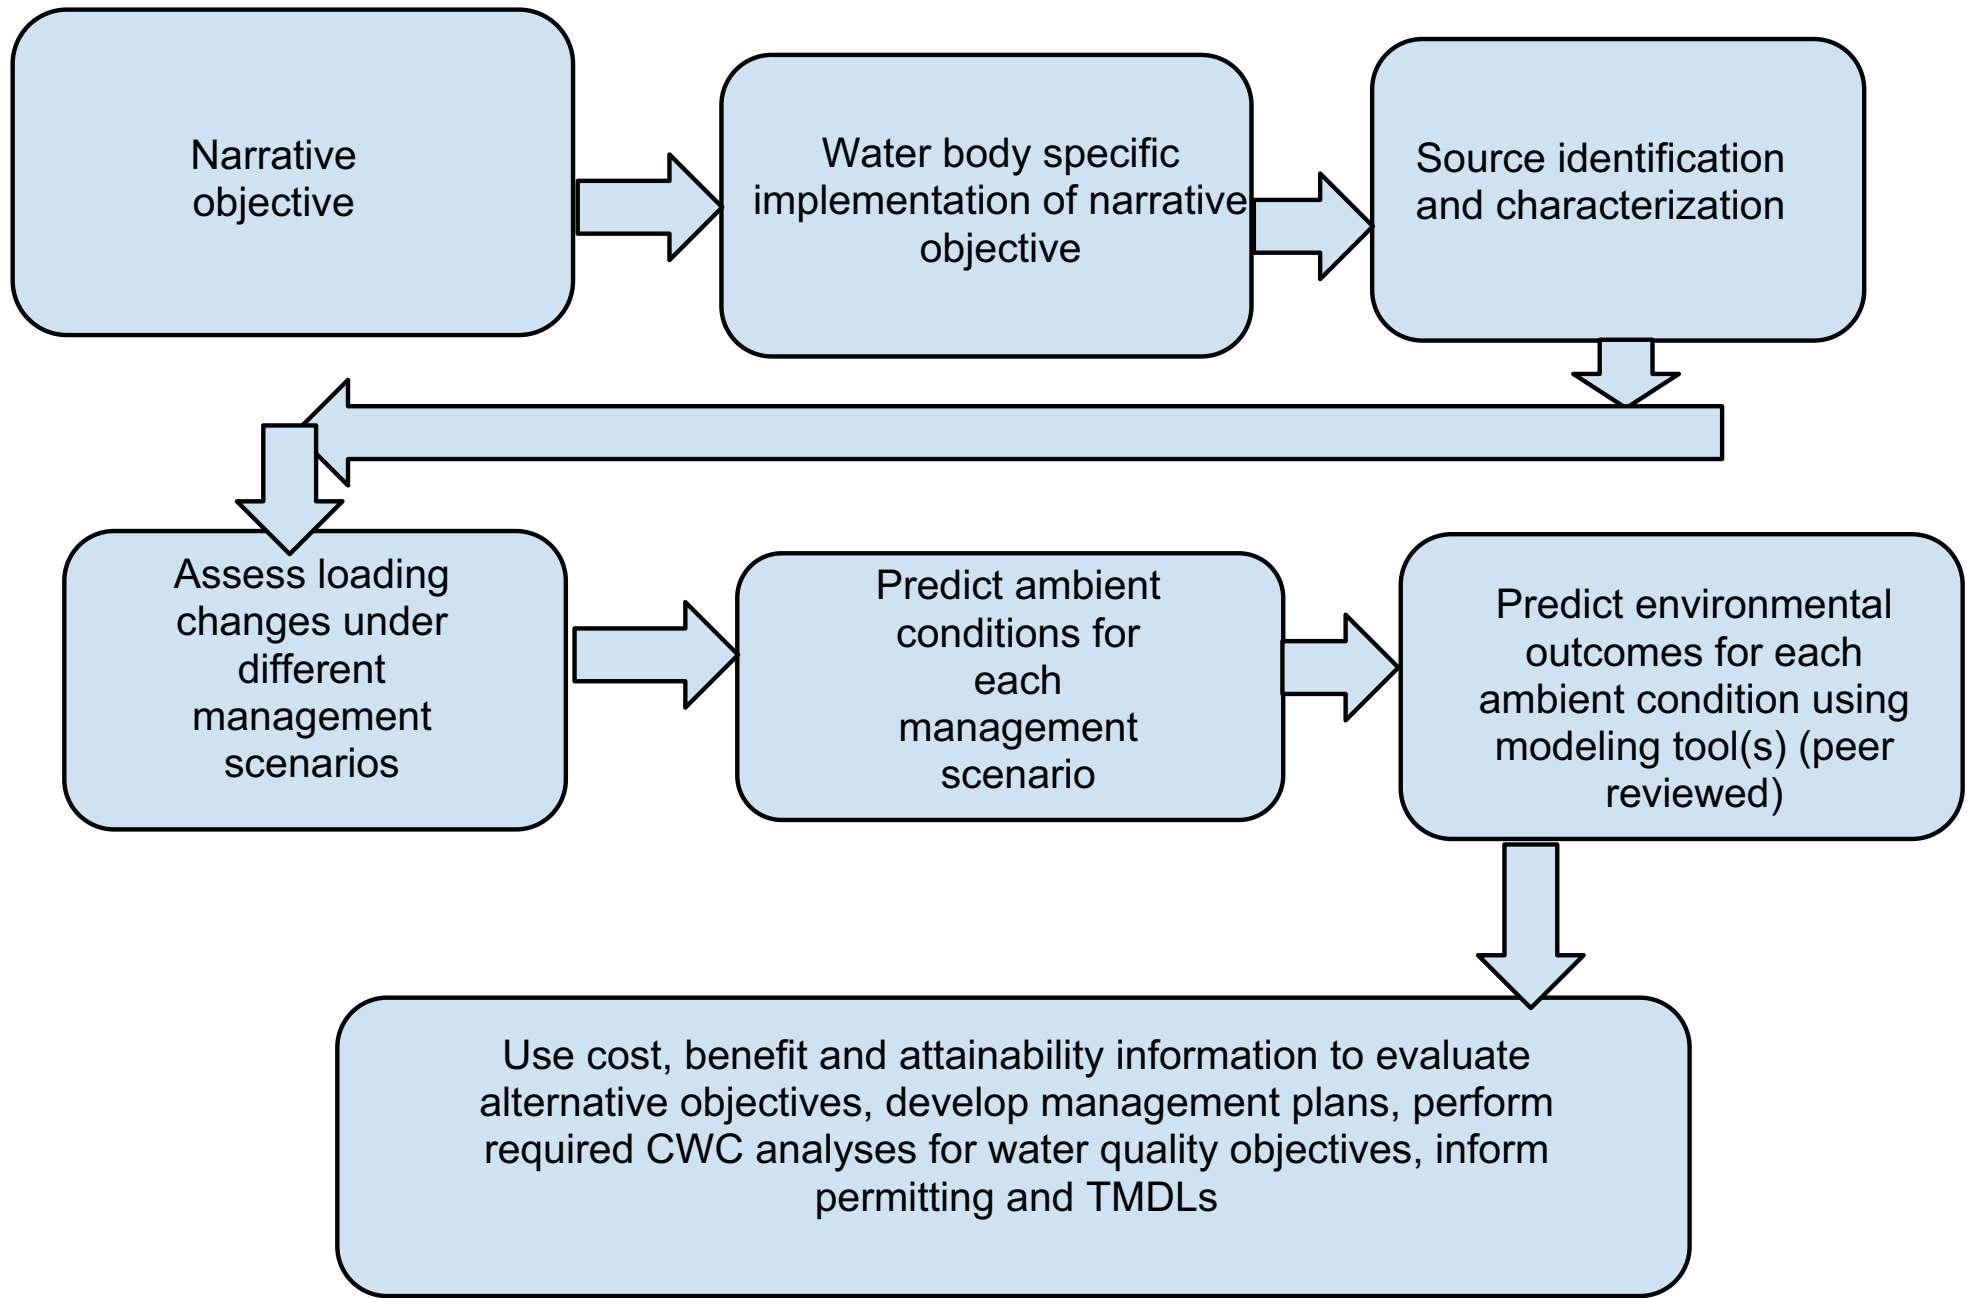 Narrative
objective
Water body specific
implementation of narrative
objective
Source identification
and characterization
Assess loading
changes under
different
management
scenarios
Predict ambient
conditions for
each
management
scenario
Predict environmental
outcomes for each
ambient condition using
modeling tool(s) (peer
reviewed)
Use cost, benefit and attainability information to evaluate
alternative objectives, develop management plans, perform
required CWC analyses for water quality objectives, inform
permitting and TMDLs